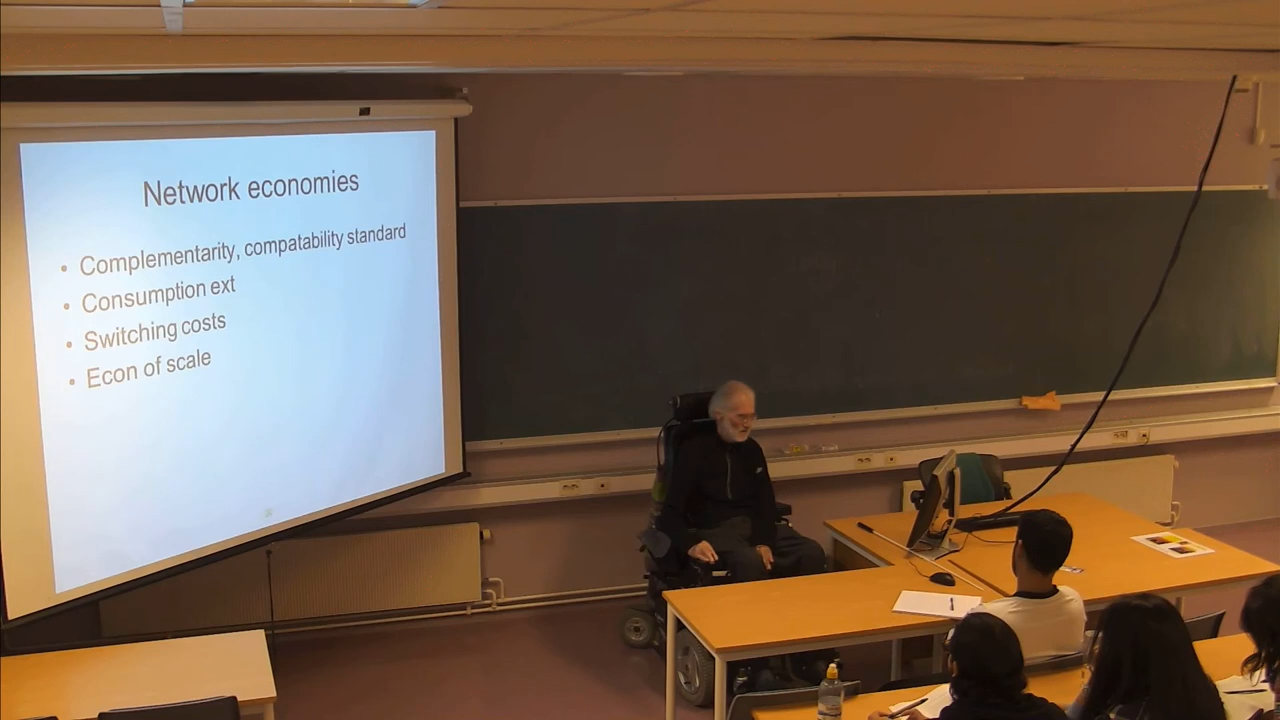 Network economies
• Complementarity, compatability standard
• Consumption ext
• Switching costs
• Econ of scale